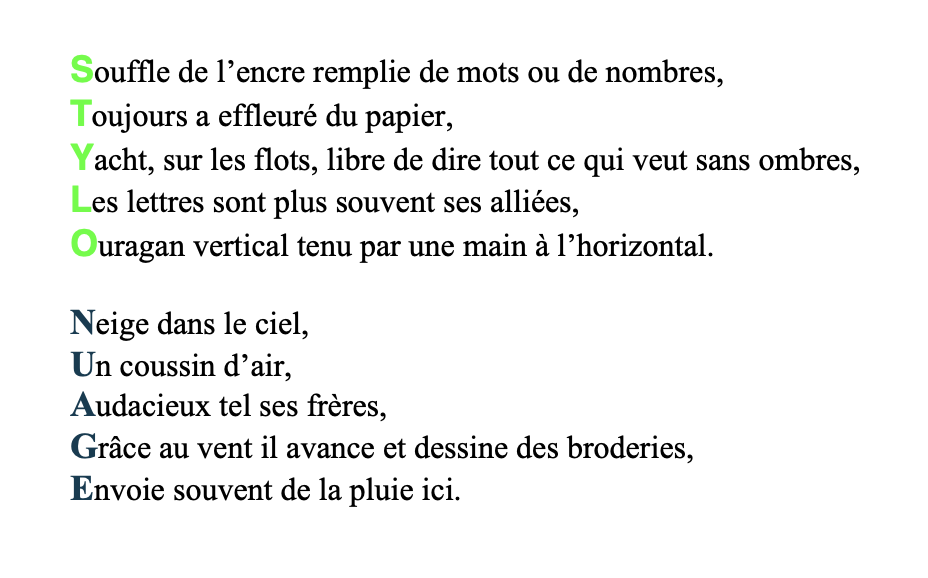 Souffle de l’encre remplie de mots ou de nombres,
Toujours a effleuré du papier,
Yacht, sur les flots, libre de dire tout ce qui veut sans ombres,
Les lettres sont plus souvent ses alliées,
Ouragan vertical tenu par une main à l’horizontal.
Neige dans le ciel,
Un coussin d’air,
Audacieux tel ses frères,
Grâce au vent il avance et dessine des broderies,
Envoie souvent de la pluie ici.